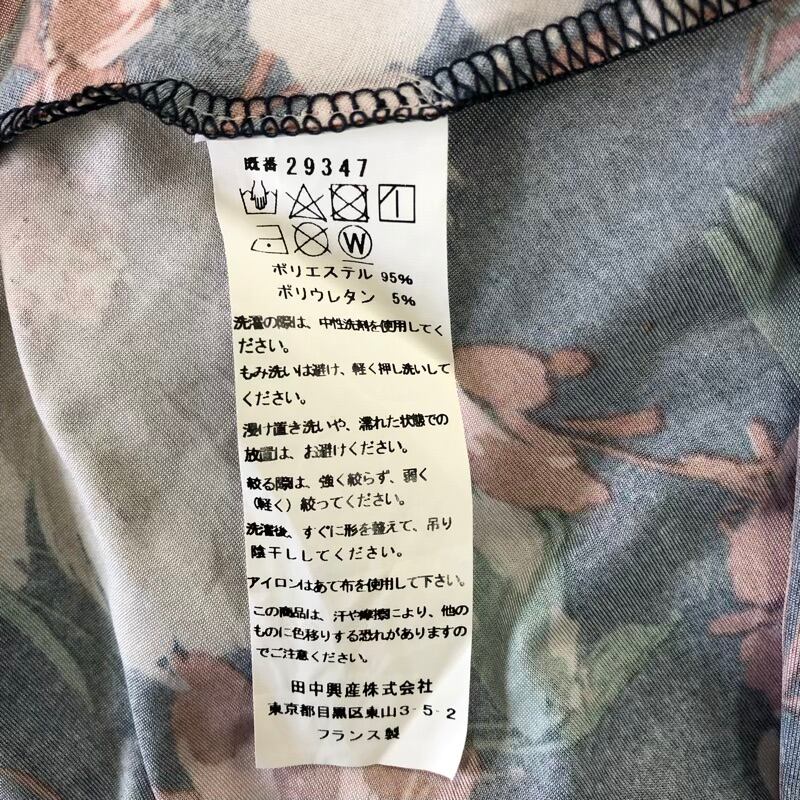 既番 29347
W
ポリエステル 95%
ポリウレタン 5%
洗濯の際は、中性洗剤を使用してく
ださい。
もみ洗いは避け、軽く押し洗いして
ください。
浸け置き洗いや、濡れた状態での
放置は、お避けください。
絞る際は、強く絞らず、弱く
(軽く)絞ってください。
洗濯後、すぐに形を整えて、吊り
陰干ししてください。
アイロンはあて布を使用して下さい。
この商品は、汗や摩擦により、他の
ものに色移りする恐れがありますの
でご注意ください。
田中興産株式会社
東京都目黒区東山3-5-2
フランス製